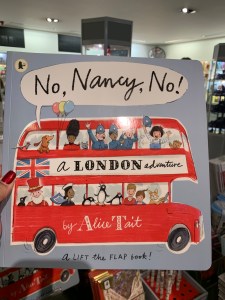 No, Nancy, No!
a LONDON adventure
by Alice Tait
a LIFT the FLAP book!